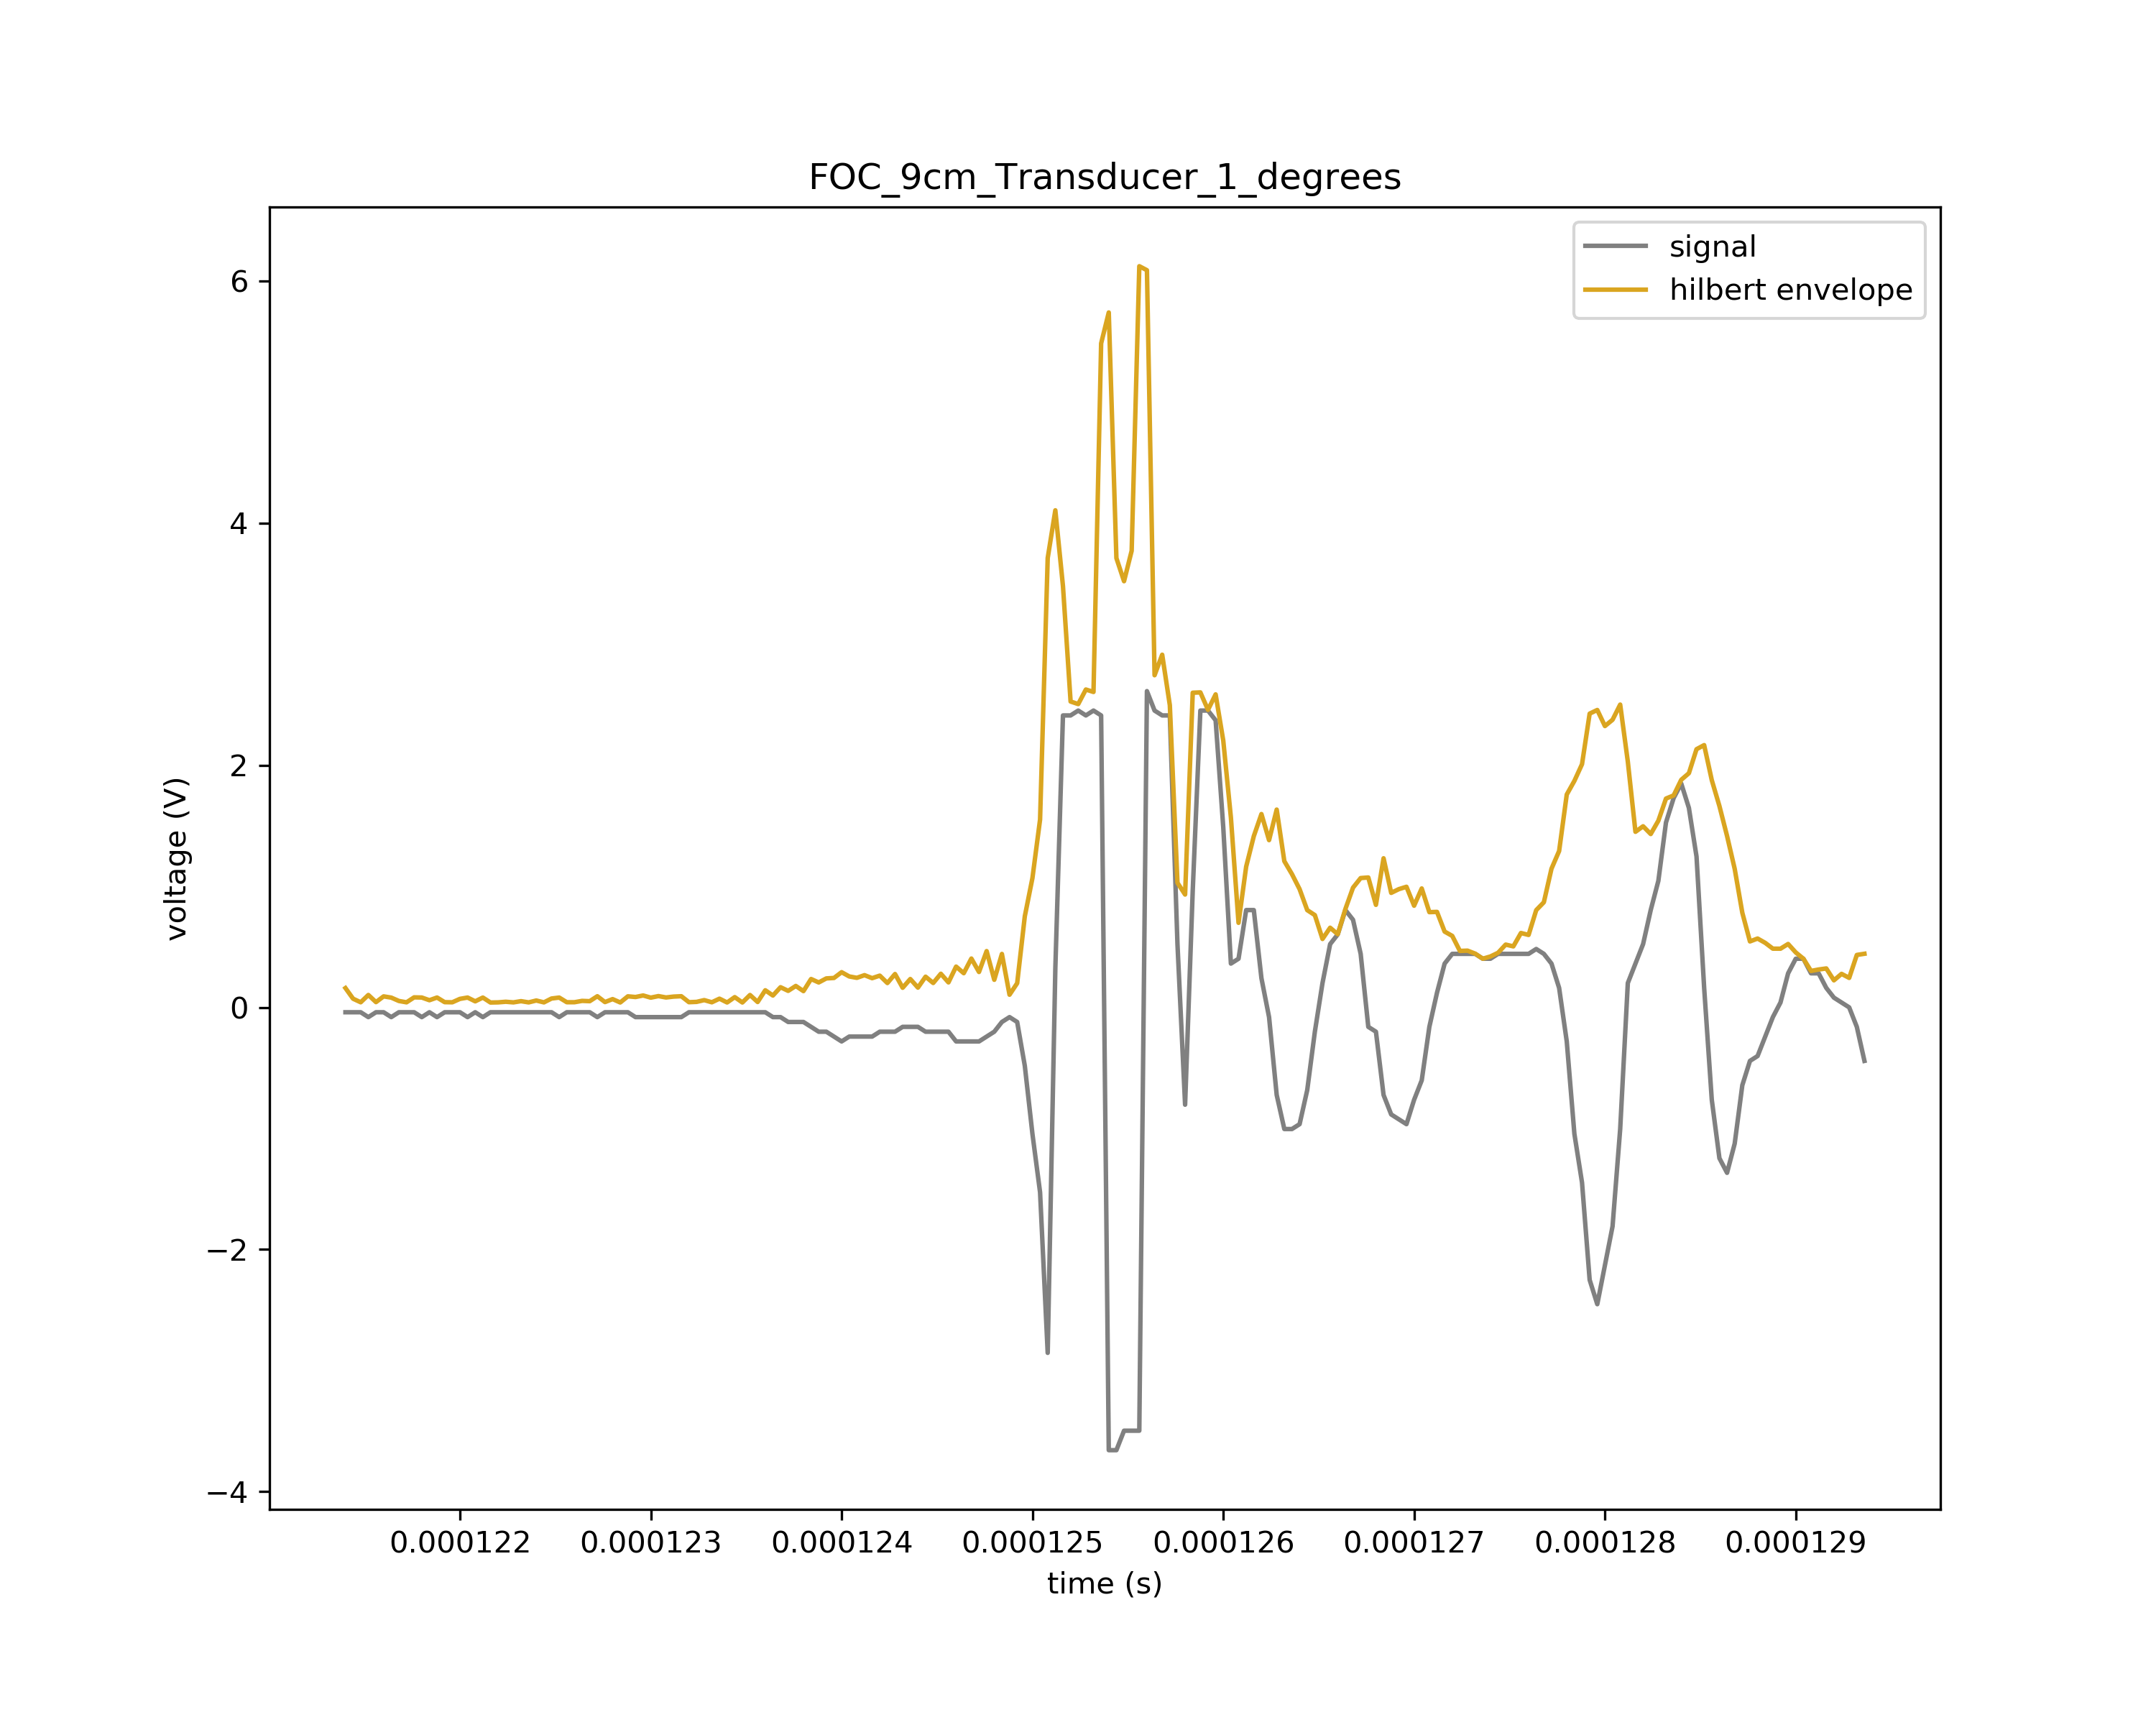 FOC_9cm_Transducer_1_degrees
signal
hilbert envelope
6
4
2
0
−2
−4
voltage (V)
0.000122 0.000123 0.000124 0.000125 0.000126 0.000127 0.000128 0.000129
time (s)